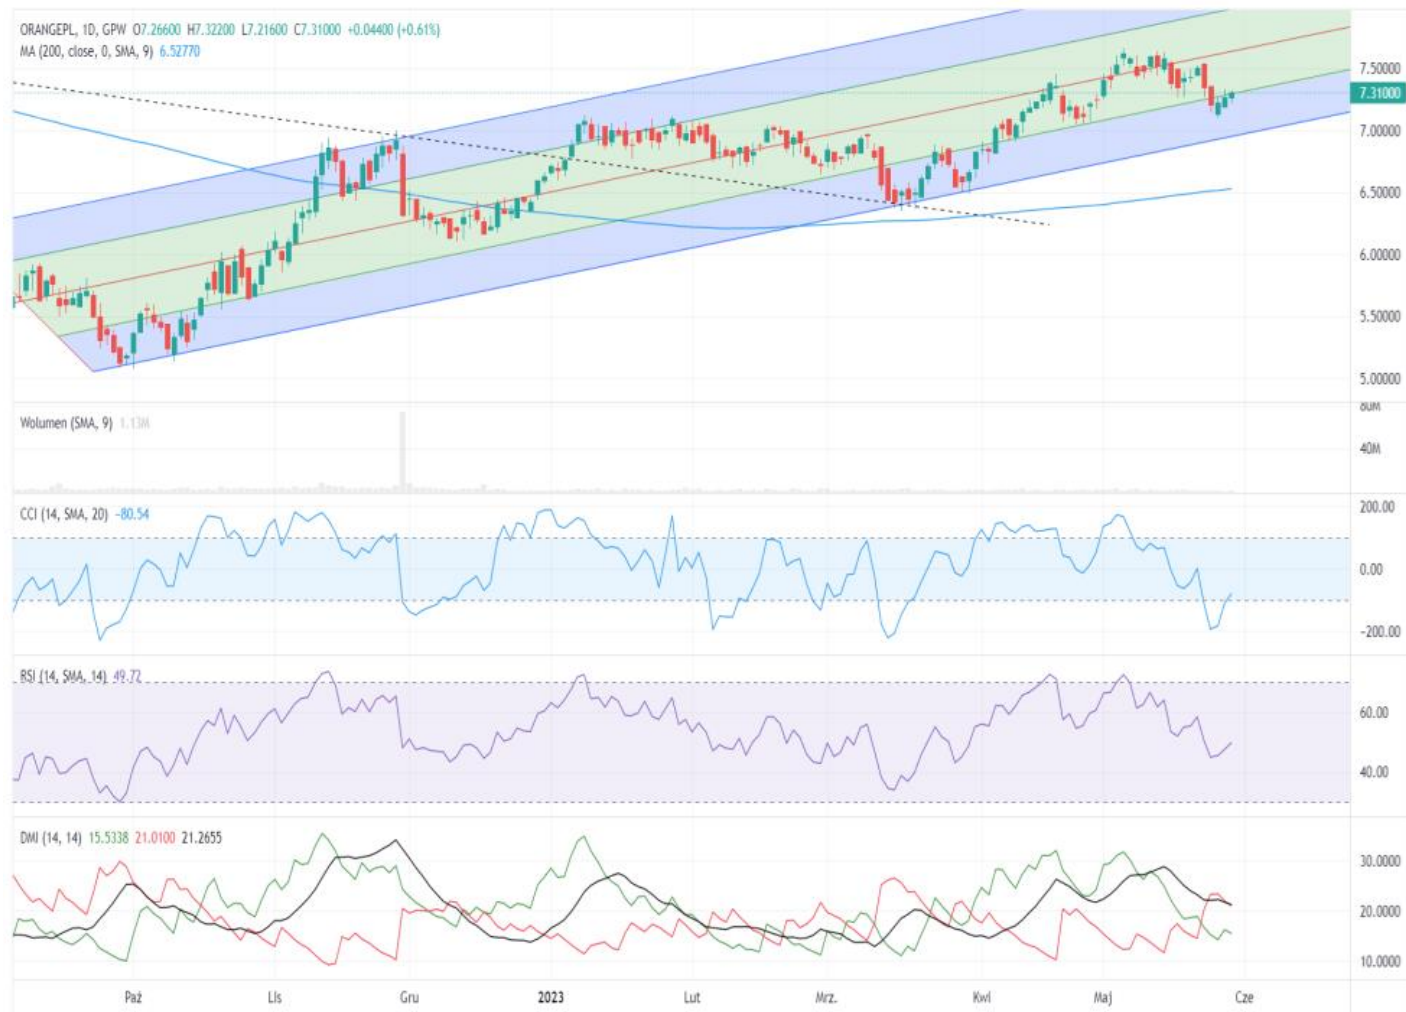 ORANGEPL, 1D, GPW O7.26600 H7.32200 L7.21600 C7.31000 +0.04400 (+0.61%)
MA (200, close, 0, SMA, 9) 6.52770
7.50000
7.31000
7.00000
6.50000
6.00000
5.50000
5.00000
Wolumen (SMA, 9) 1.13M
80M
40M
CCI (14, SMA, 20) −80.54
200.00
0.00
−200.00
RSI (14, SMA, 14) 49.72
60.00
40.00
DMI (14, 14) 15.5338 21.0100 21.2655
30.0000
20.0000
10.0000
Paź Lis Gru 2023 Lut Mrz. Kwi Maj Cze